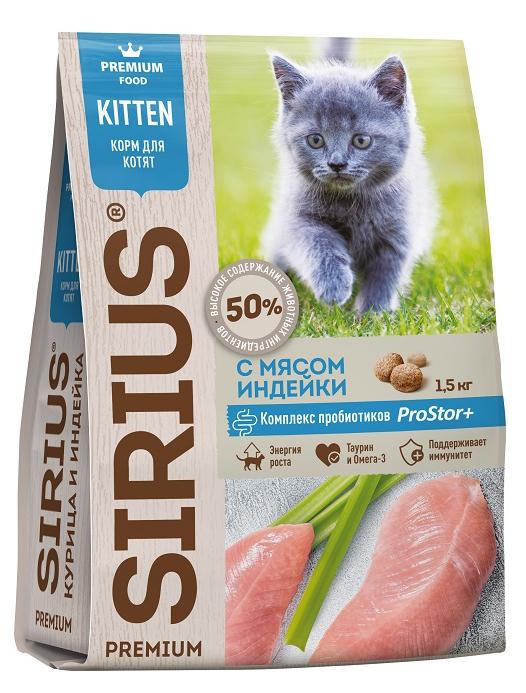 PREMIUM
FOOD
KITTEN
КОРМ ДЛЯ
КОТЯТ
SIRIUS®
PREMIUM
ВЫСОКОЕ СОДЕРЖАНИЕ ЖИВОТНЫХ ИНГРЕДИЕНТОВ
50%
С МЯСОМ
ИНДЕЙКИ
1,5 кг
Комплекс пробиотиков ProStor+
Энергия
роста
Таурин
и Омега-3
Поддерживает
иммунитет
KITTEN
КОРМ ДЛЯ
КОТЯТ
SIRIUS®
КУРИЦА И ИНДЕЙКА
PREMIUM